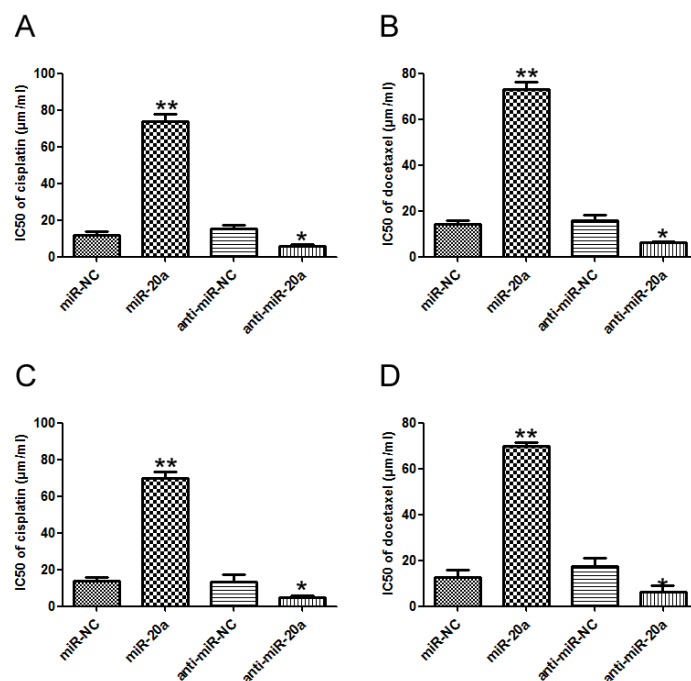 A
IC50 of cisplatin (μm/ml)
100
80
60
40
20
0
**
*
miR-NC
miR-20a
anti-miR-NC
anti-miR-20a
B
IC50 of docetaxel (μm/ml)
80
60
40
20
0
**
*
miR-NC
miR-20a
anti-miR-NC
anti-miR-20a
C
IC50 of cisplatin (μm/ml)
100
80
60
40
20
0
**
*
miR-NC
miR-20a
anti-miR-NC
anti-miR-20a
D
IC50 of docetaxel (μm/ml)
80
60
40
20
0
**
*
miR-NC
miR-20a
anti-miR-NC
anti-miR-20a